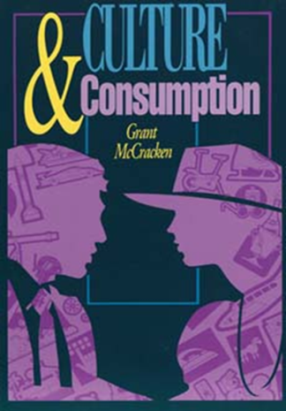 CULTURE
& Consumption
Grant
McCracken